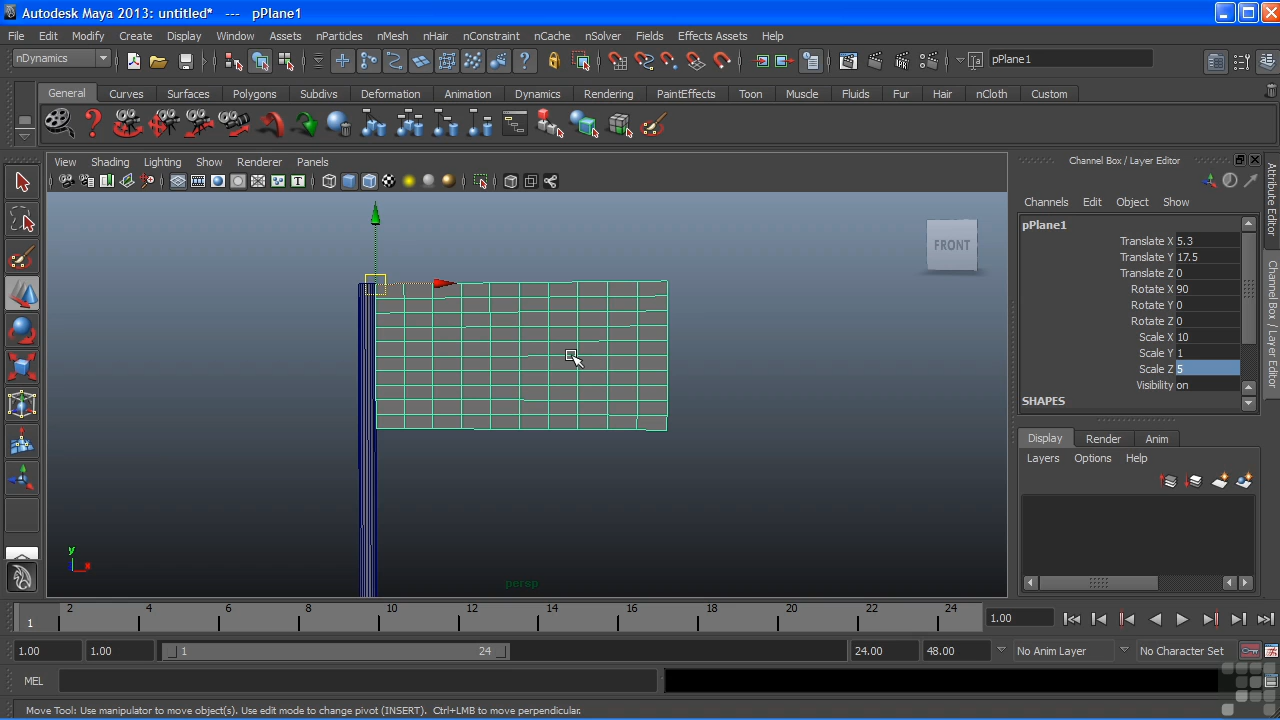 Autodesk Maya 2013: untitled* --- pPlane1
File Edit Modify Create Display Window Assets nParticles nMesh nHair nConstraint nCache nSolver Fields Effects Assets Help
nDynamics pPlane1
General Curves Surfaces Polygons Subdivs Deformation Animation Dynamics Rendering PaintEffects Toon Muscle Fluids Fur Hair nCloth Custom
View Shading Lighting Show Renderer Panels
Channel Box / Layer Editor
Channels Edit Object Show
pPlane1
Translate X 5.3
Translate Y 17.5
Translate Z 0
Rotate X 90
Rotate Y 0
Rotate Z 0
Scale X 10
Scale Y 1
Scale Z 5
Visibility on
SHAPES
Attribute Editor
Channel Box / Layer Editor
FRONT
Display Render Anim
Layers Options Help
y
x
persp
1 2 4 6 8 10 12 14 16 18 20 22 24
1.00
1.00 1.00 1 24 24.00 48.00 No Anim Layer No Character Set
MEL
Move Tool: Use manipulator to move object(s). Use edit mode to change pivot (INSERT). Ctrl+LMB to move perpendicular.